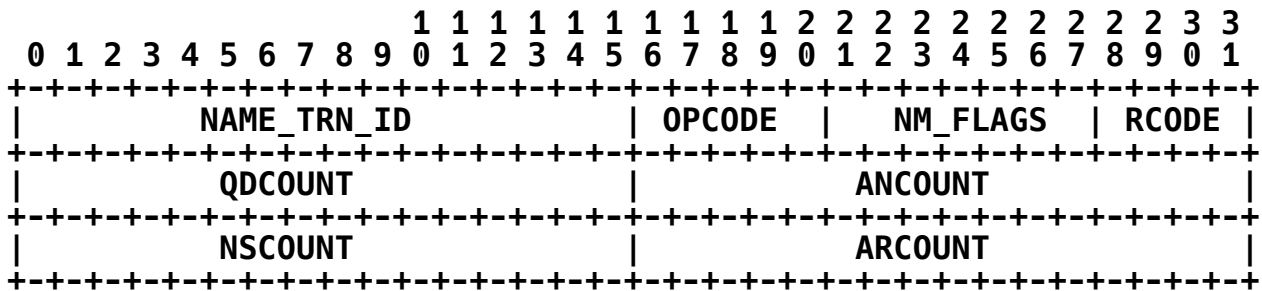 1 1 1 1 1 1 1 1 1 1 2 2 2 2 2 2 2 2 2 2 3 3
 0 1 2 3 4 5 6 7 8 9 0 1 2 3 4 5 6 7 8 9 0 1 2 3 4 5 6 7 8 9 0 1
+-+-+-+-+-+-+-+-+-+-+-+-+-+-+-+-+-+-+-+-+-+-+-+-+-+-+-+-+-+-+-+-+
|         NAME_TRN_ID           | OPCODE  |   NM_FLAGS  | RCODE |
+-+-+-+-+-+-+-+-+-+-+-+-+-+-+-+-+-+-+-+-+-+-+-+-+-+-+-+-+-+-+-+-+
|          QDCOUNT              |           ANCOUNT             |
+-+-+-+-+-+-+-+-+-+-+-+-+-+-+-+-+-+-+-+-+-+-+-+-+-+-+-+-+-+-+-+-+
|          NSCOUNT              |           ARCOUNT             |
+-+-+-+-+-+-+-+-+-+-+-+-+-+-+-+-+-+-+-+-+-+-+-+-+-+-+-+-+-+-+-+-+